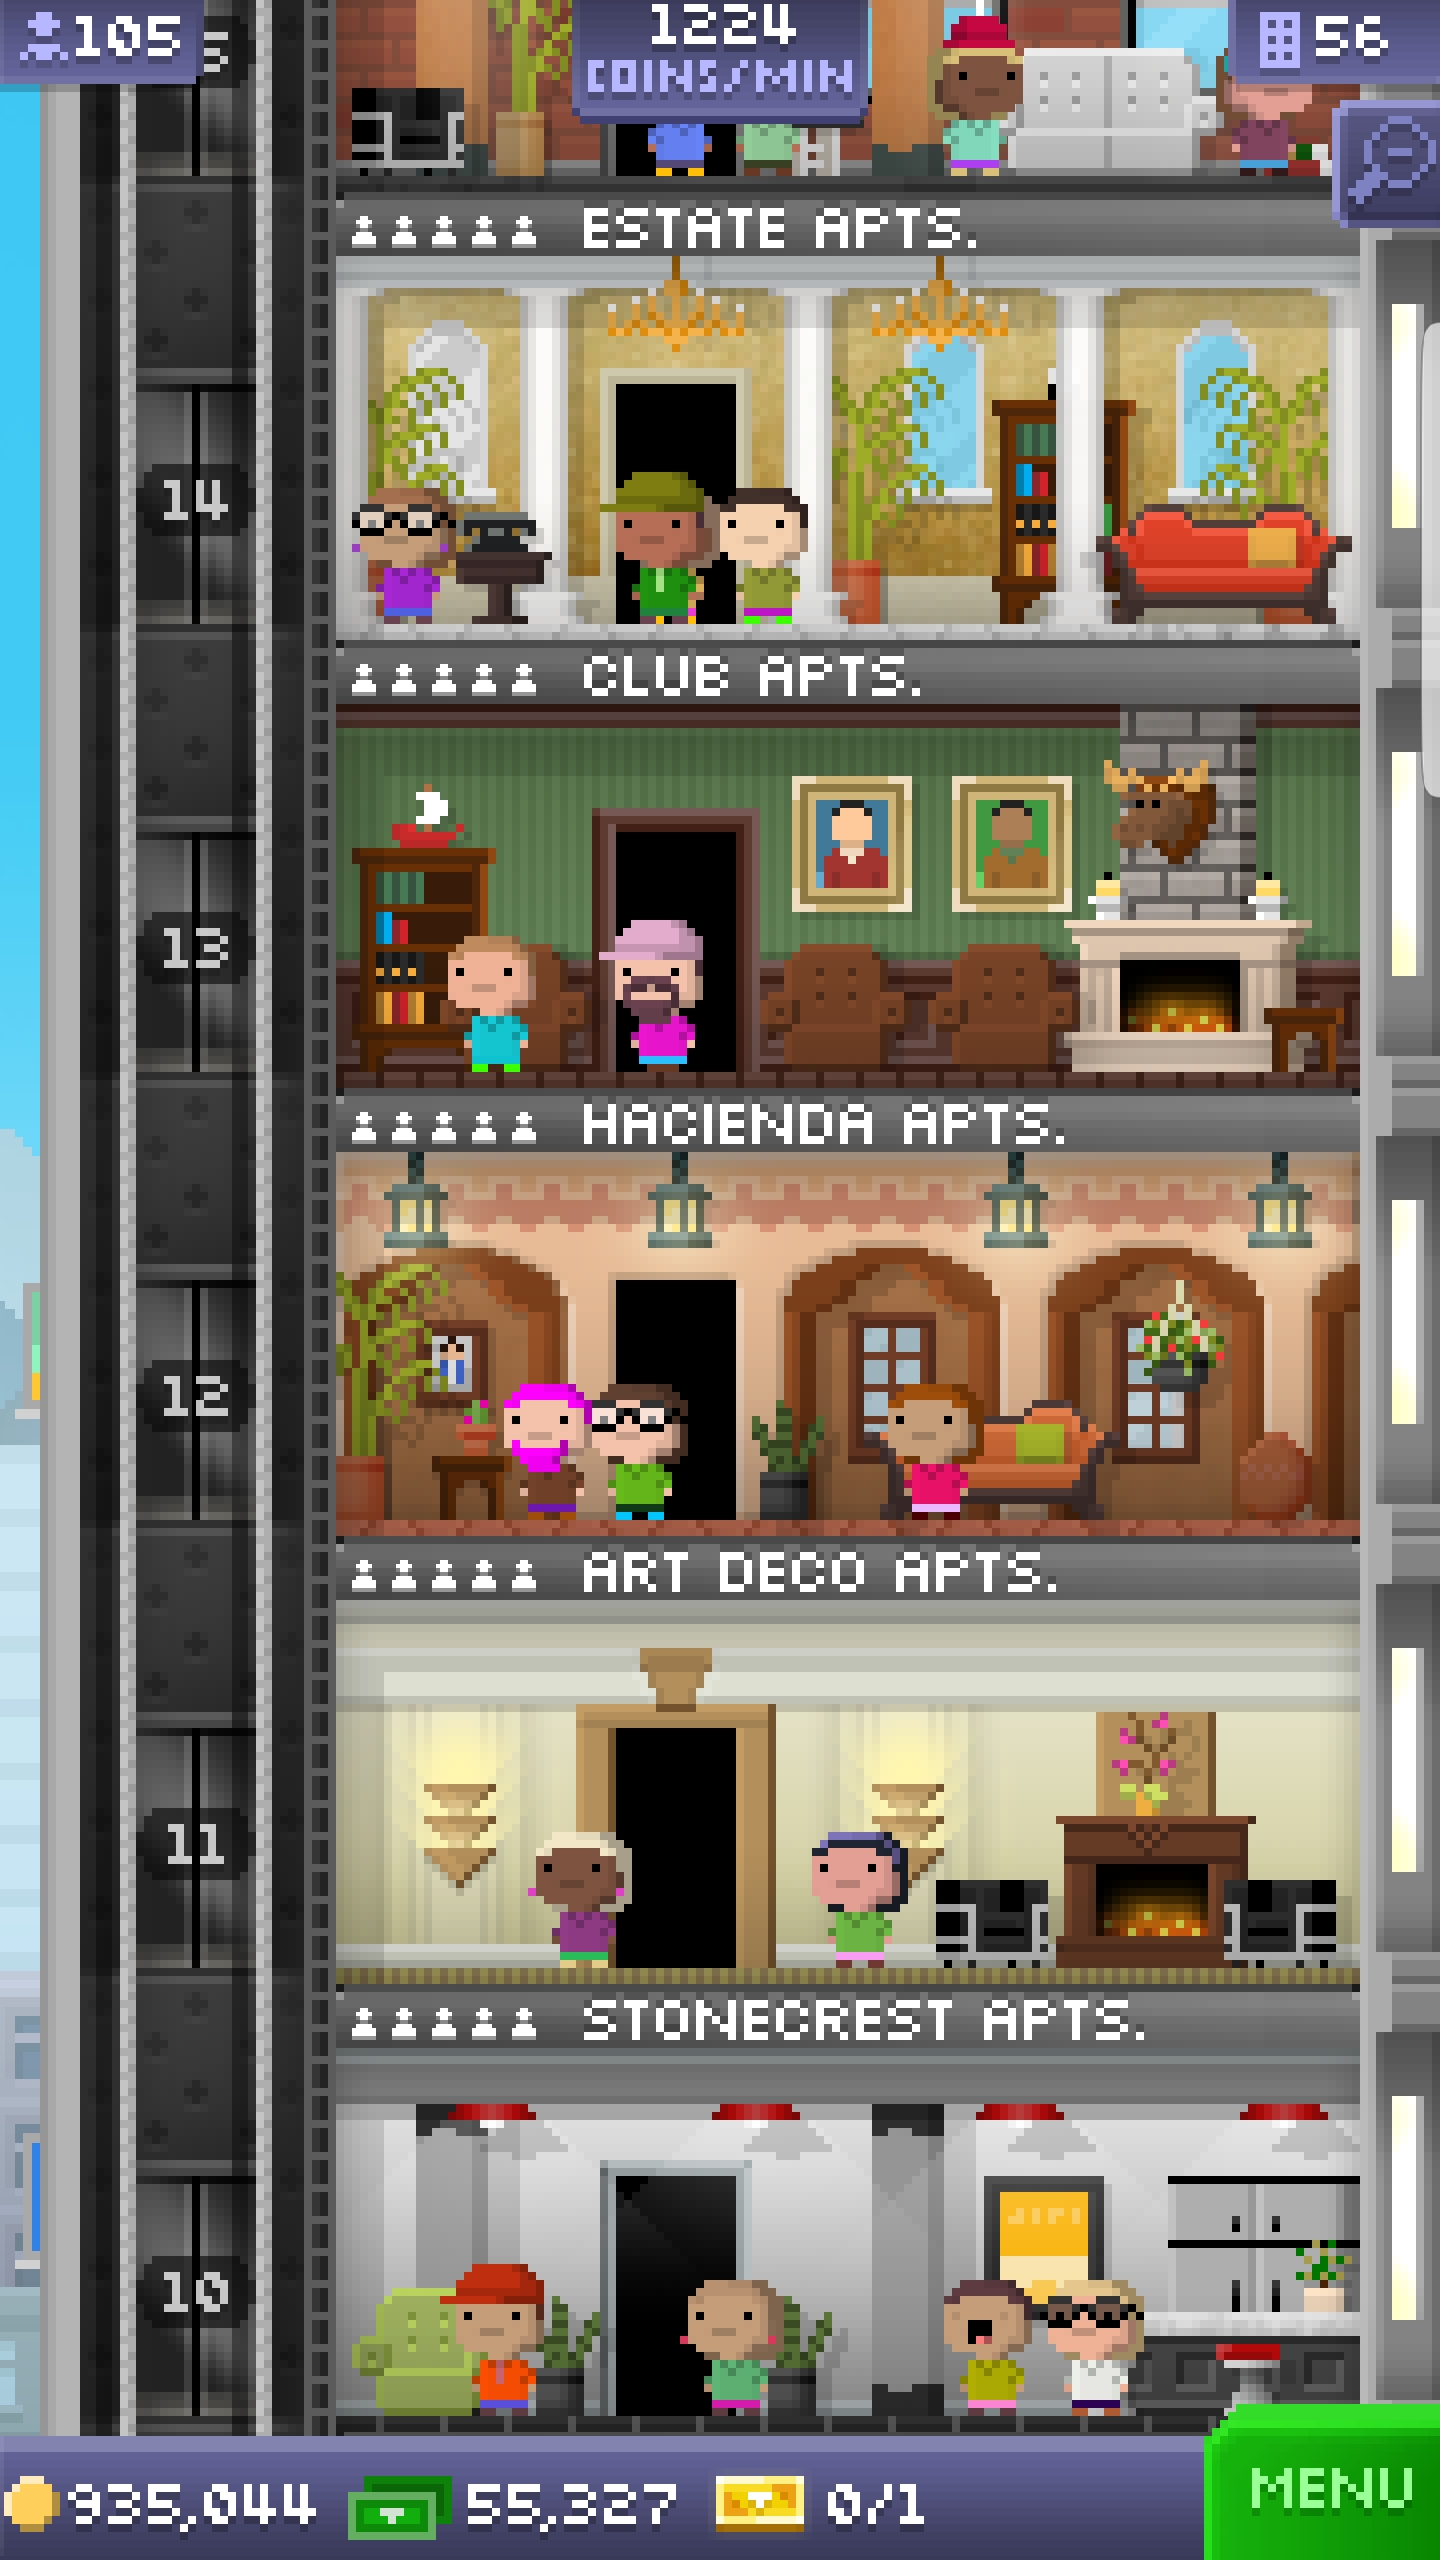 105
1224
COINS/MIN
56
ESTATE APTS.
14
CLUB APTS.
13
HACIENDA APTS.
12
ART DECO APTS.
11
STONECREST APTS.
10
935,044
55,327
0/1
MENU